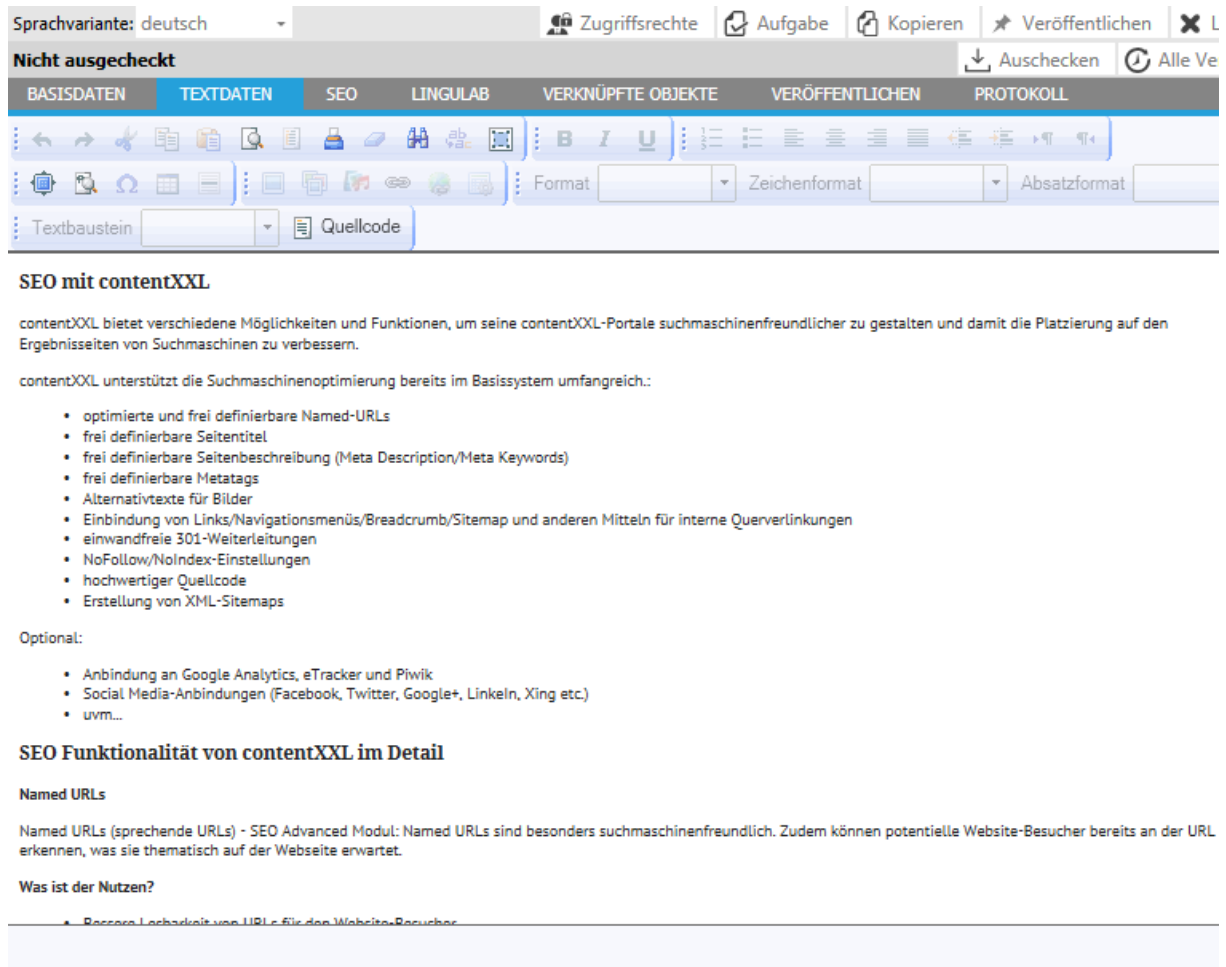 Sprachvariante: deutsch Zugriffsrechte Aufgabe Kopieren Veröffentlichen L
Nicht ausgecheckt Auschecken Alle Ve
BASISDATEN TEXTDATEN SEO LINGULAB VERKNÜPFTE OBJEKTE VERÖFFENTLICHEN PROTOKOLL
B I U
Format Zeichenformat Absatzformat
Textbaustein Quellcode
SEO mit contentXXL
contentXXL bietet verschiedene Möglichkeiten und Funktionen, um seine contentXXL-Portale suchmaschinenfreundlicher zu gestalten und damit die Platzierung auf den
Ergebnisseiten von Suchmaschinen zu verbessern.
contentXXL unterstützt die Suchmaschinenoptimierung bereits im Basissystem umfangreich.:
• optimierte und frei definierbare Named-URLs
• frei definierbare Seitentitel
• frei definierbare Seitenbeschreibung (Meta Description/Meta Keywords)
• frei definierbare Metatags
• Alternativtexte für Bilder
• Einbindung von Links/Navigationsmenüs/Breadcrumb/Sitemap und anderen Mitteln für interne Querverlinkungen
• einwandfreie 301-Weiterleitungen
• NoFollow/NoIndex-Einstellungen
• hochwertiger Quellcode
• Erstellung von XML-Sitemaps
Optional:
• Anbindung an Google Analytics, eTracker und Piwik
• Social Media-Anbindungen (Facebook, Twitter, Google+, LinkeIn, Xing etc.)
• uvm...
SEO Funktionalität von contentXXL im Detail
Named URLs
Named URLs (sprechende URLs) - SEO Advanced Modul: Named URLs sind besonders suchmaschinenfreundlich. Zudem können potentielle Website-Besucher bereits an der URL
erkennen, was sie thematisch auf der Webseite erwartet.
Was ist der Nutzen?
• Bessere Lesbarkeit von URLs für den Website-Besucher